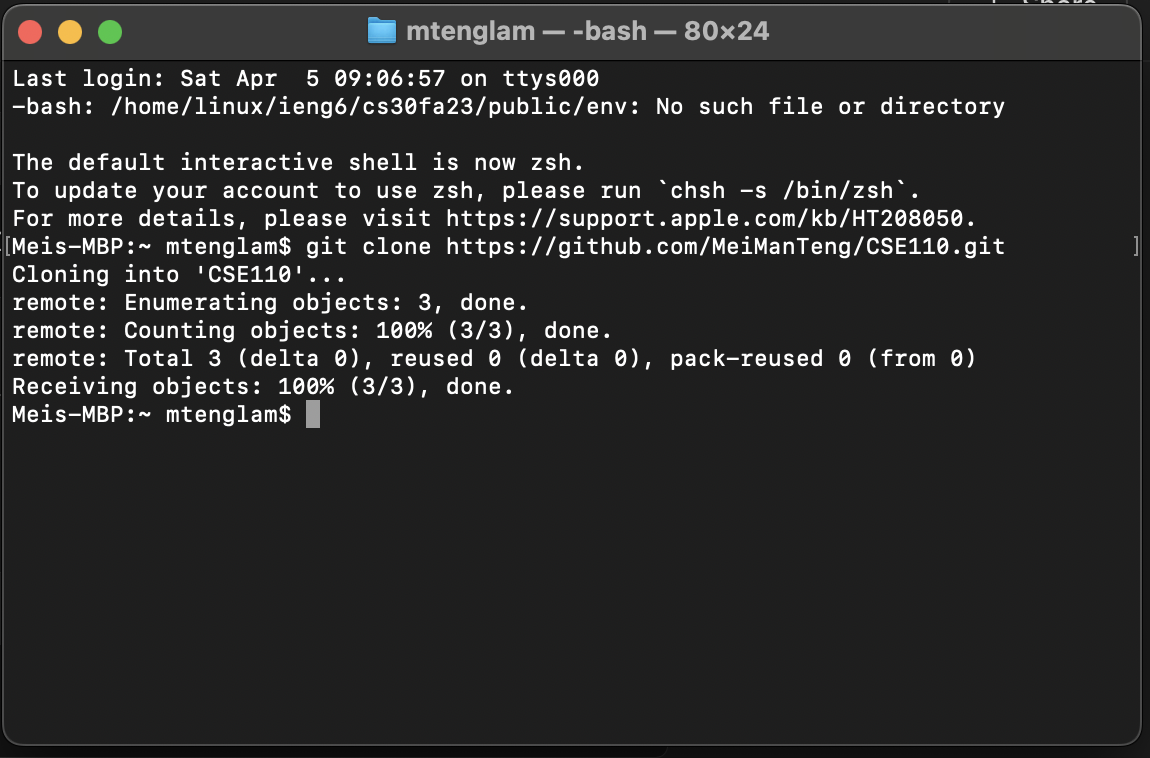 mtenglam — -bash — 80×24
Last login: Sat Apr  5 09:06:57 on ttys000
-bash: /home/linux/ieng6/cs30fa23/public/env: No such file or directory
The default interactive shell is now zsh.
To update your account to use zsh, please run `chsh -s /bin/zsh`.
For more details, please visit https://support.apple.com/kb/HT208050.
[Meis-MBP:~ mtenglam$ git clone https://github.com/MeiManTeng/CSE110.git ]
Cloning into 'CSE110'...
remote: Enumerating objects: 3, done.
remote: Counting objects: 100% (3/3), done.
remote: Total 3 (delta 0), reused 0 (delta 0), pack-reused 0 (from 0)
Receiving objects: 100% (3/3), done.
Meis-MBP:~ mtenglam$